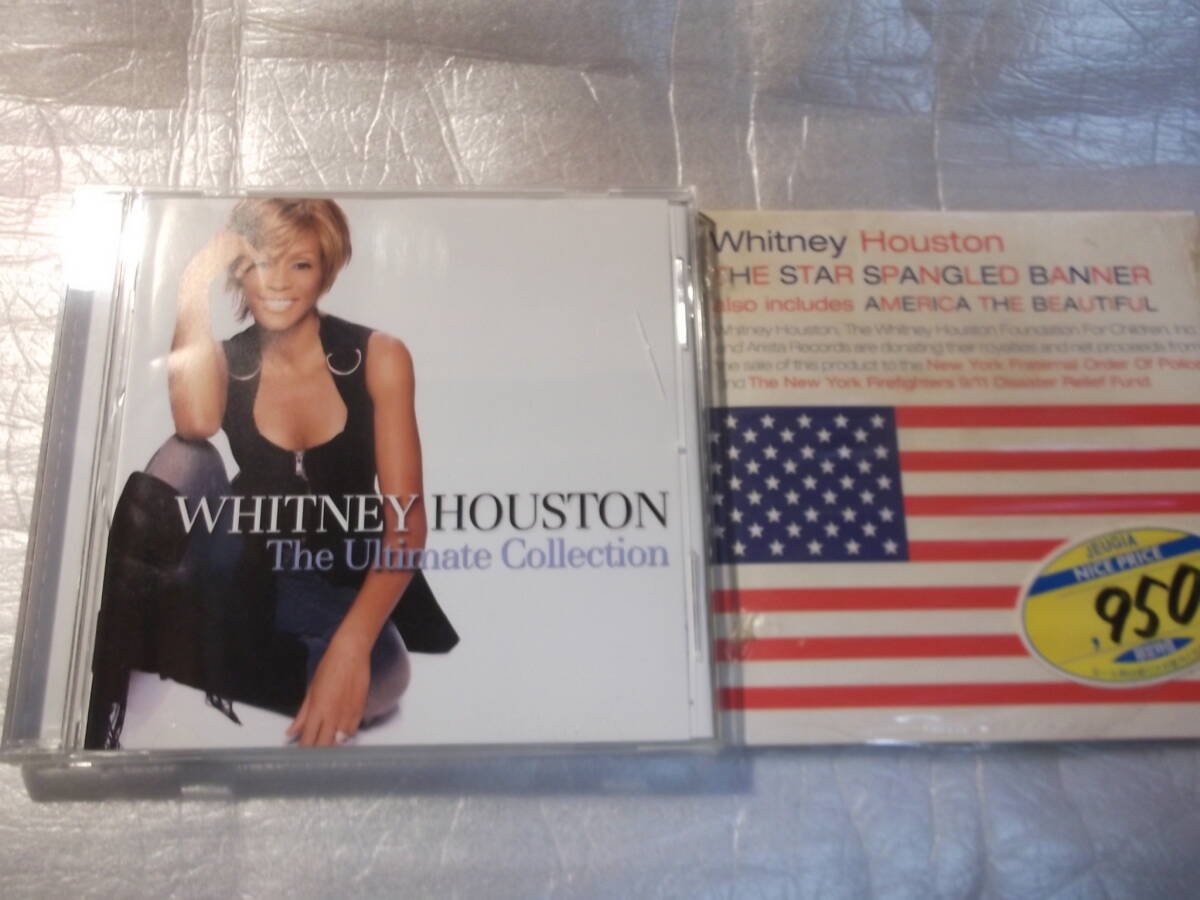 WHITNEY HOUSTON
The Ultimate Collection
Whitney Houston
THE STAR SPANGLED BANNER
also includes AMERICA THE BEAUTIFUL
Whitney Houston, The Whitney Houston Foundation For Children, Inc.
and Arista Records are donating their royalties and net proceeds from
the sale of this product to the New York Fraternal Order Of Police
and The New York Firefighters 9/11 Disaster Relief Fund
JEUGIA
NICE PRICE
,950